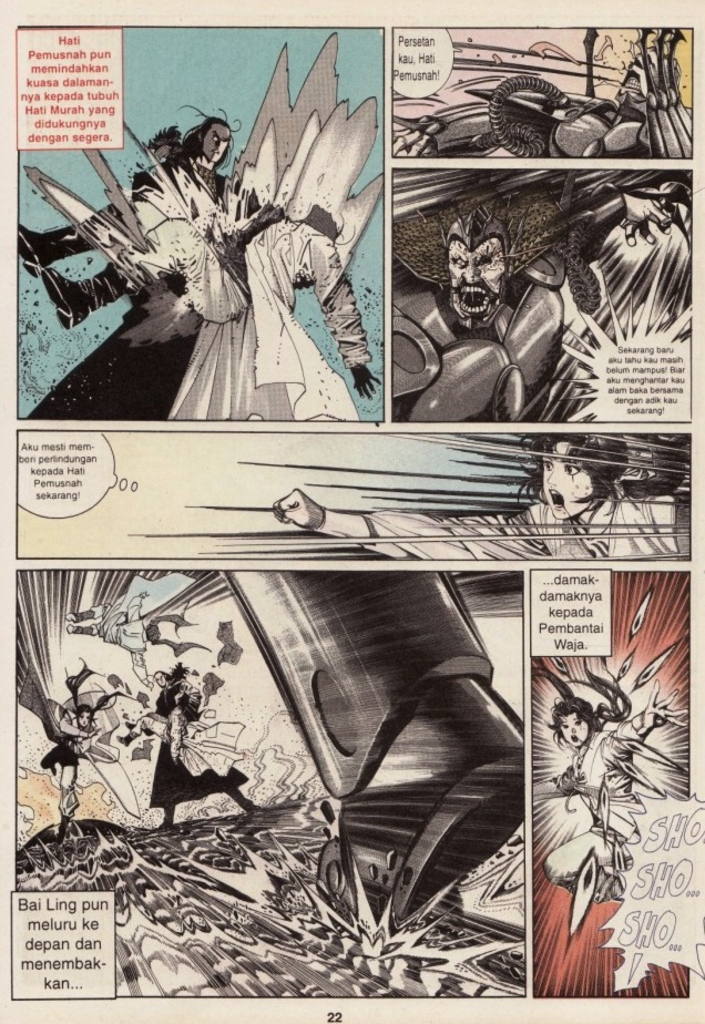 Hati
Pemusnah pun
memindahkan
kuasa dalaman-
nya kepada tubuh
Hati Murah yang
didukungnya
dengan segera.
Persetan
kau, Hati
Pemusnah!
Sekarang baru
aku tahu kau masih
belum mampus! Biar
aku menghantar kau
alam baka bersama
dengan adik kau
sekarang!
Aku mesti mem-
beri perlindungan
kepada Hati
Pemusnah
sekarang!
Bai Ling pun
meluru ke
depan dan
menembak-
kan...
...damak-
damaknya
kepada
Pembantai
Waja.
SHO...
SHO...
SHO...
22